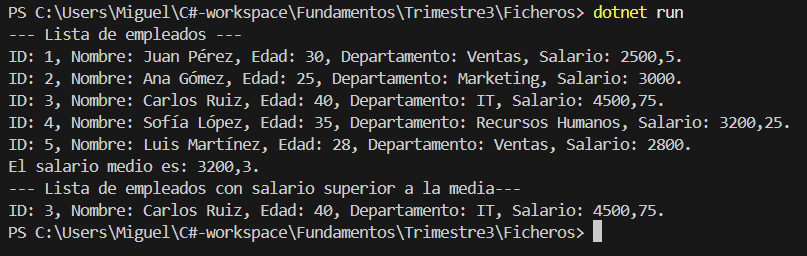 PS C:\Users\Miguel\C#-workspace\Fundamentos\Trimestre3\Ficheros> dotnet run
--- Lista de empleados ---
ID: 1, Nombre: Juan Pérez, Edad: 30, Departamento: Ventas, Salario: 2500,5.
ID: 2, Nombre: Ana Gómez, Edad: 25, Departamento: Marketing, Salario: 3000.
ID: 3, Nombre: Carlos Ruiz, Edad: 40, Departamento: IT, Salario: 4500,75.
ID: 4, Nombre: Sofía López, Edad: 35, Departamento: Recursos Humanos, Salario: 3200,25.
ID: 5, Nombre: Luis Martínez, Edad: 28, Departamento: Ventas, Salario: 2800.
El salario medio es: 3200,3.
--- Lista de empleados con salario superior a la media---
ID: 3, Nombre: Carlos Ruiz, Edad: 40, Departamento: IT, Salario: 4500,75.
PS C:\Users\Miguel\C#-workspace\Fundamentos\Trimestre3\Ficheros>